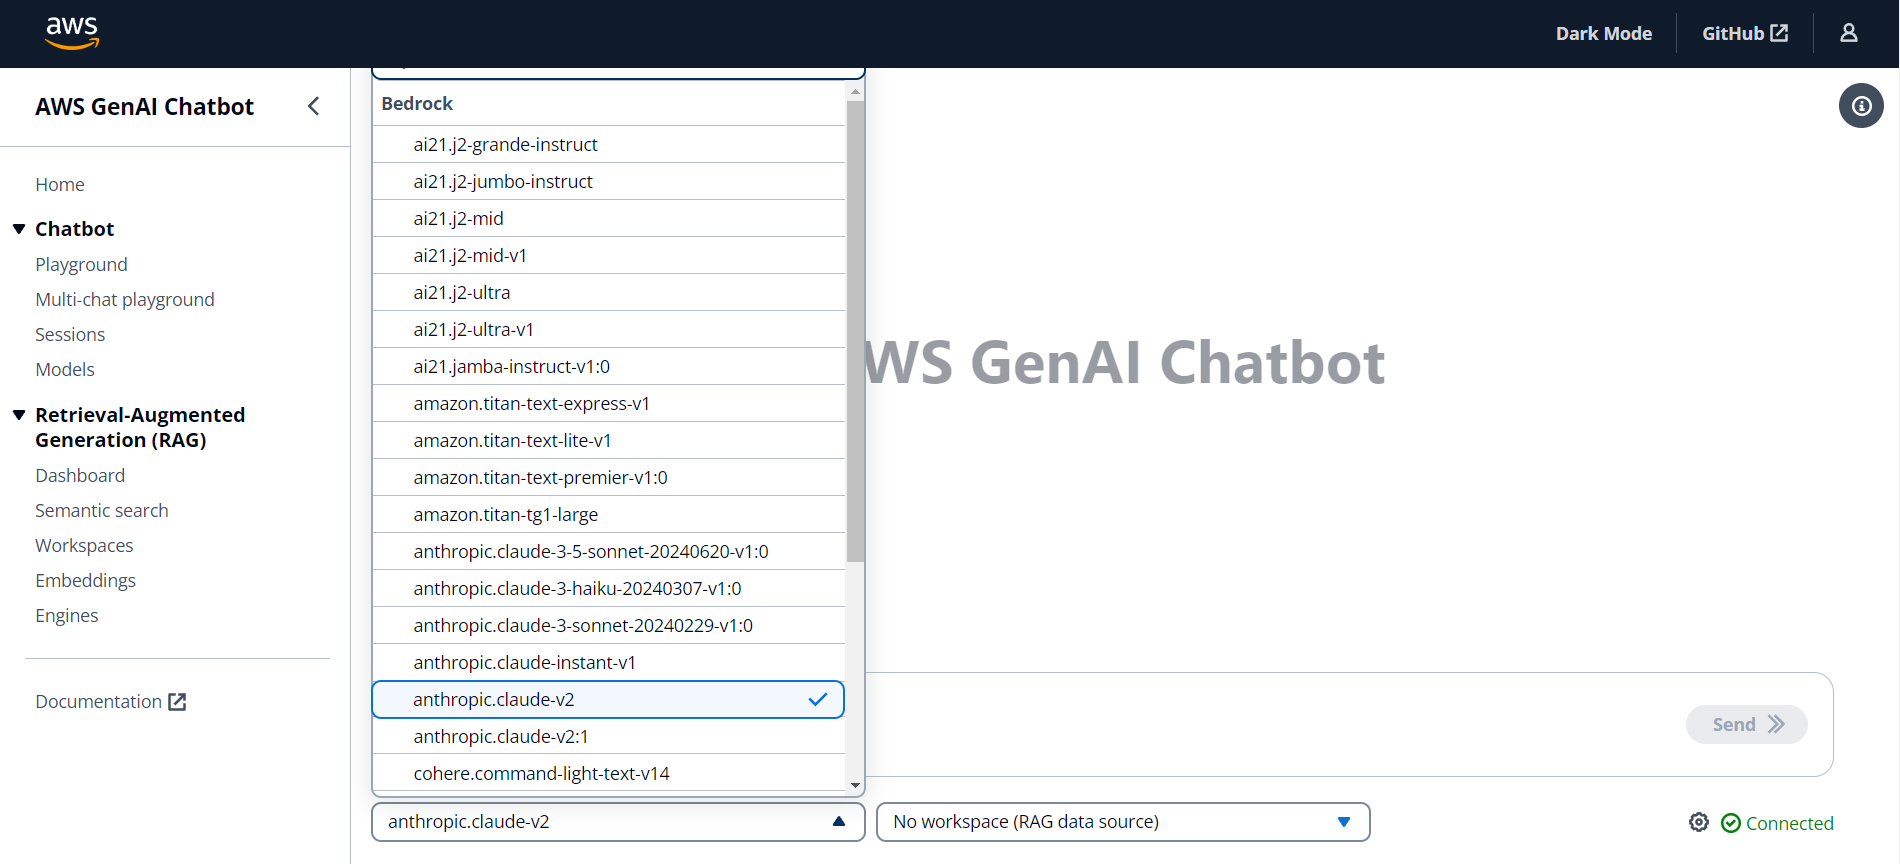 aws
Dark Mode
GitHub
AWS GenAI Chatbot
Home
Chatbot
Playground
Multi-chat playground
Sessions
Models
Retrieval-Augmented
Generation (RAG)
Dashboard
Semantic search
Workspaces
Embeddings
Engines
Documentation
Bedrock
ai21.j2-grande-instruct
ai21.j2-jumbo-instruct
ai21.j2-mid
ai21.j2-mid-v1
ai21.j2-ultra
ai21.j2-ultra-v1
ai21.jamba-instruct-v1:0
amazon.titan-text-express-v1
amazon.titan-text-lite-v1
amazon.titan-text-premier-v1:0
amazon.titan-tg1-large
anthropic.claude-3-5-sonnet-20240620-v1:0
anthropic.claude-3-haiku-20240307-v1:0
anthropic.claude-3-sonnet-20240229-v1:0
anthropic.claude-instant-v1
anthropic.claude-v2
anthropic.claude-v2:1
cohere.command-light-text-v14
WS GenAI Chatbot
Send
anthropic.claude-v2
No workspace (RAG data source)
Connected